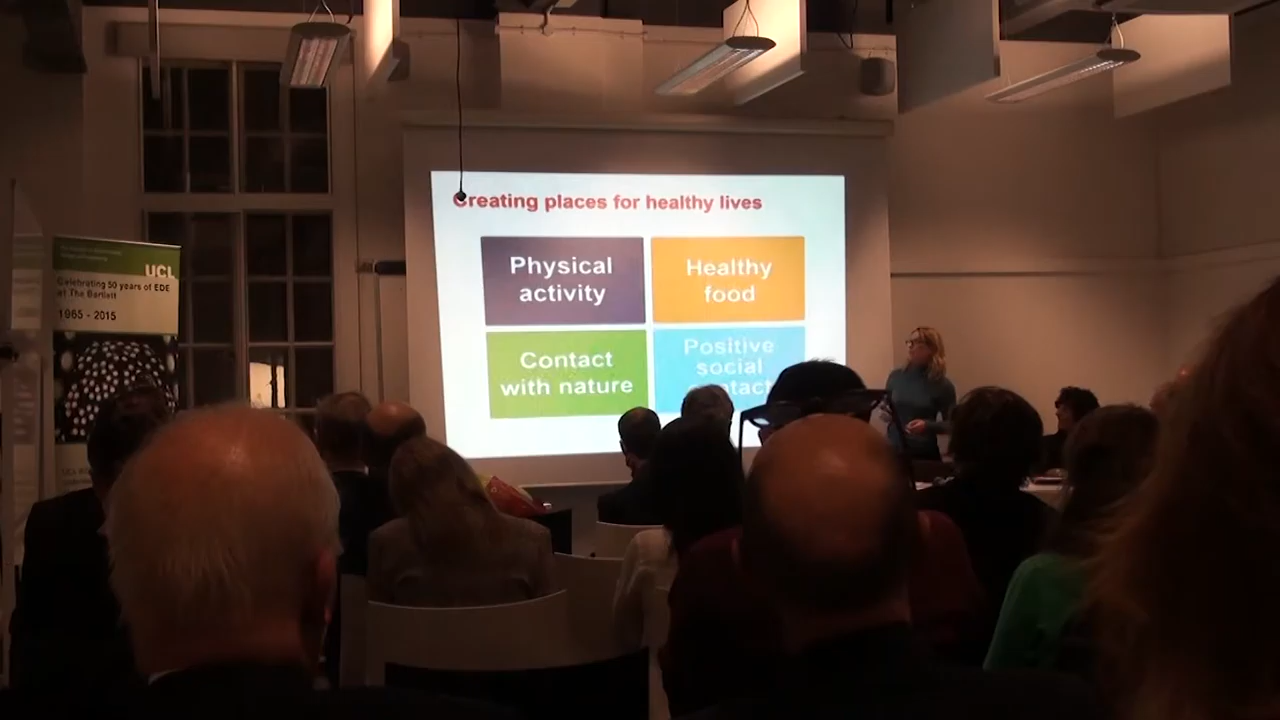 Creating places for healthy lives
Physical
activity
Healthy
food
Contact
with nature
Positive
social
contact
UCL
Celebrating 50 years of EDE
at The Bartlett
1965 - 2015